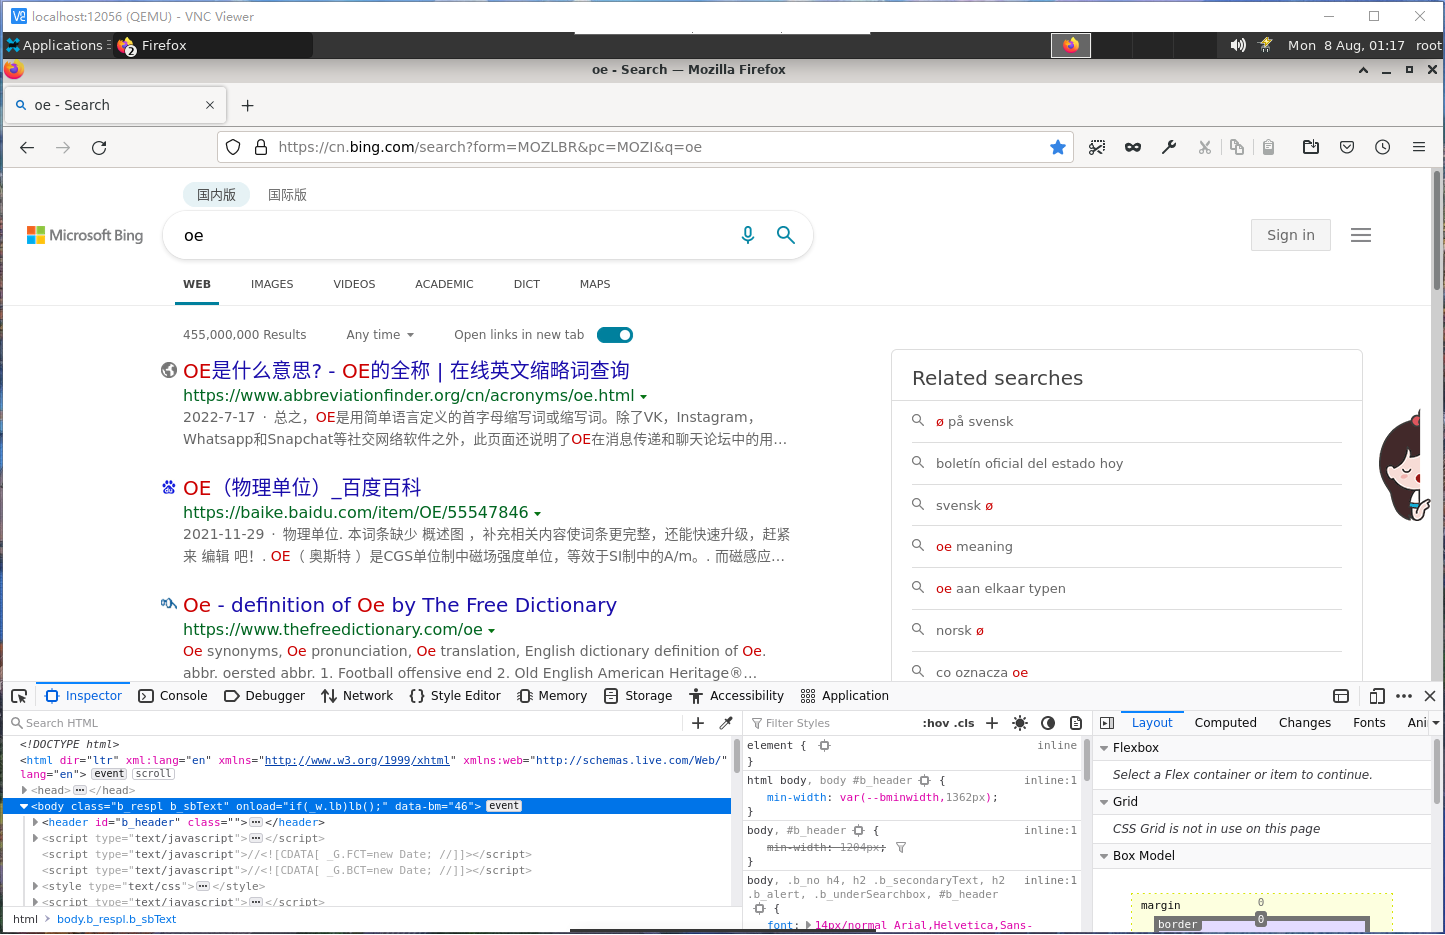 localhost:12056 (QEMU) - VNC Viewer
Applications Firefox Mon 8 Aug, 01:17 root
oe - Search — Mozilla Firefox
oe - Search
https://cn.bing.com/search?form=MOZLBR&pc=MOZI&q=oe
国内版 国际版
Microsoft Bing oe Sign in
WEB IMAGES VIDEOS ACADEMIC DICT MAPS
455,000,000 Results Any time Open links in new tab
OE是什么意思? - OE的全称 | 在线英文缩略词查询
https://www.abbreviationfinder.org/cn/acronyms/oe.html
2022-7-17 · 总之，OE是用简单语言定义的首字母缩写词或缩写词。除了VK，Instagram，
Whatsapp和Snapchat等社交网络软件之外，此页面还说明了OE在消息传递和聊天论坛中的用…
OE（物理单位）_百度百科
https://baike.baidu.com/item/OE/55547846
2021-11-29 · 物理单位. 本词条缺少 概述图 ，补充相关内容使词条更完整，还能快速升级，赶紧
来 编辑 吧！. OE（ 奥斯特 ）是CGS单位制中磁场强度单位，等效于SI制中的A/m。. 而磁感应…
Oe - definition of Oe by The Free Dictionary
https://www.thefreedictionary.com/oe
Oe synonyms, Oe pronunciation, Oe translation, English dictionary definition of Oe.
abbr. oersted abbr. 1. Football offensive end 2. Old English American Heritage®…
Related searches
ø på svensk
boletín oficial del estado hoy
svensk ø
oe meaning
oe aan elkaar typen
norsk ø
co oznacza oe
Inspector Console Debugger Network Style Editor Memory Storage Accessibility Application
Search HTML
<!DOCTYPE html>
<html dir="ltr" xml:lang="en" xmlns="http://www.w3.org/1999/xhtml" xmlns:web="http://schemas.live.com/Web/"
lang="en"> event scroll
<head>⋯</head>
<body class="b_respl b_sbText" onload="if(_w.lb)lb();" data-bm="46"> event
<header id="b_header" class="">⋯</header>
<script type="text/javascript">⋯</script>
<script type="text/javascript">//<![CDATA[ _G.FCT=new Date; //]]></script>
<script type="text/javascript">//<![CDATA[ _G.BCT=new Date; //]]></script>
<style type="text/css">⋯</style>
<script type="text/javascript">⋯</script>
html body.b_respl.b_sbText
Filter Styles :hov .cls
element { inline
}
html body, body #b_header { inline:1
min-width: var(--bminwidth,1362px);
}
body, #b_header { inline:1
min-width: 1204px;
}
body, .b_no h4, h2 .b_secondaryText, h2 inline:1
.b_alert, .b_underSearchbox, #b_header
{
font: 14px/normal Arial,Helvetica,Sans-
Layout Computed Changes Fonts Ani
Flexbox
Select a Flex container or item to continue.
Grid
CSS Grid is not in use on this page
Box Model
margin 0
border 0